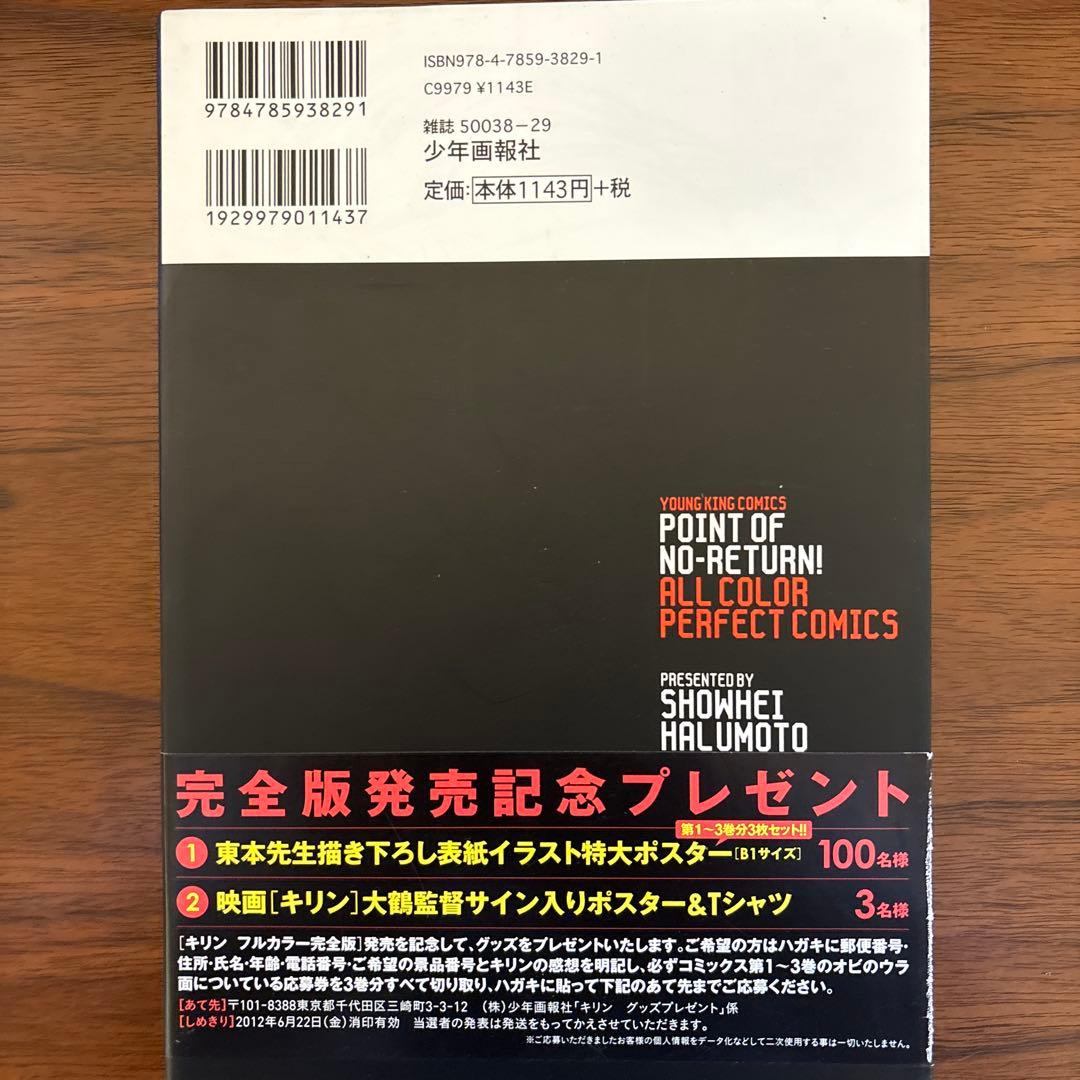 ISBN978-4-7859-3829-1
C9979 ¥1143E
9784785938291
雑誌 50038-29
少年画報社
定価:本体1143円+税
1929979011437
YOUNG KING COMICS
POINT OF
NO-RETURN!
ALL COLOR
PERFECT COMICS
PRESENTED BY
SHOWHEI
HALUMOTO
完全版発売記念プレゼント
第1〜3巻分3枚セット!!
1 東本先生描き下ろし表紙イラスト特大ポスター[B1サイズ] 100名様
2 映画[キリン]大鶴監督サイン入りポスター&Tシャツ 3名様
[キリン フルカラー完全版]発売を記念して、グッズをプレゼントいたします。ご希望の方はハガキに郵便番号・
住所・氏名・年齢・電話番号・ご希望の景品番号とキリンの感想を明記し、必ずコミックス第1〜3巻のオビのウラ
面についている応募券を3巻分すべて切り取り、ハガキに貼って下記のあて先までご応募ください。
[あて先]〒101-8388東京都千代田区三崎町3-3-12 (株)少年画報社「キリン グッズプレゼント」係
[しめきり]2012年6月22日(金)消印有効 当選者の発表は発送をもってかえさせていただきます。
※ご応募いただきましたお客様の個人情報をデータ化などして二次使用する事は一切いたしません。